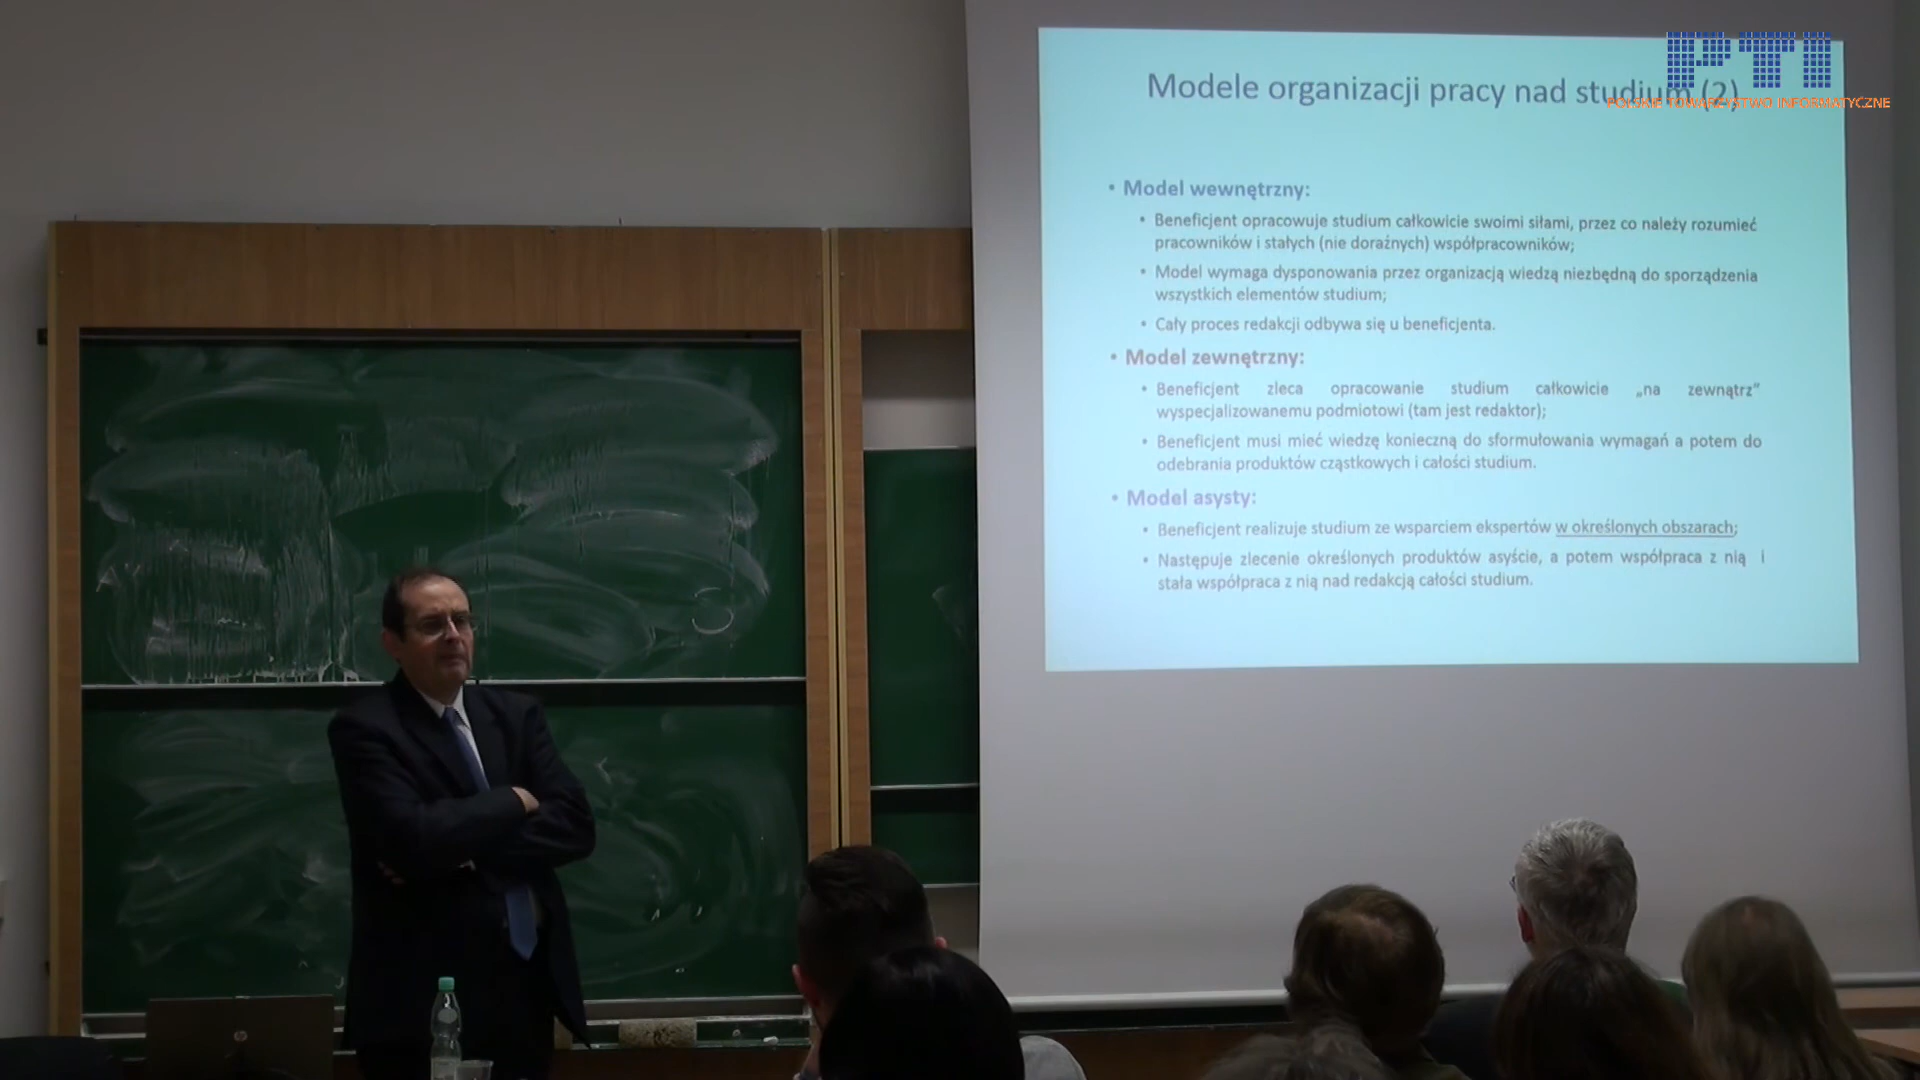 PTI
POLSKIE TOWARZYSTWO INFORMATYCZNE
Modele organizacji pracy nad studium (2)
• Model wewnętrzny:
• Beneficjent opracowuje studium całkowicie swoimi siłami, przez co należy rozumieć
pracowników i stałych (nie doraźnych) współpracowników;
• Model wymaga dysponowania przez organizacją wiedzą niezbędną do sporządzenia
wszystkich elementów studium;
• Cały proces redakcji odbywa się u beneficjenta.
• Model zewnętrzny:
• Beneficjent zleca opracowanie studium całkowicie „na zewnątrz”
wyspecjalizowanemu podmiotowi (tam jest redaktor);
• Beneficjent musi mieć wiedzę konieczną do sformułowania wymagań a potem do
odebrania produktów cząstkowych i całości studium.
• Model asysty:
• Beneficjent realizuje studium ze wsparciem ekspertów w określonych obszarach;
• Następuje zlecenie określonych produktów asyście, a potem współpraca z nią i
stała współpraca z nią nad redakcją całości studium.
hp